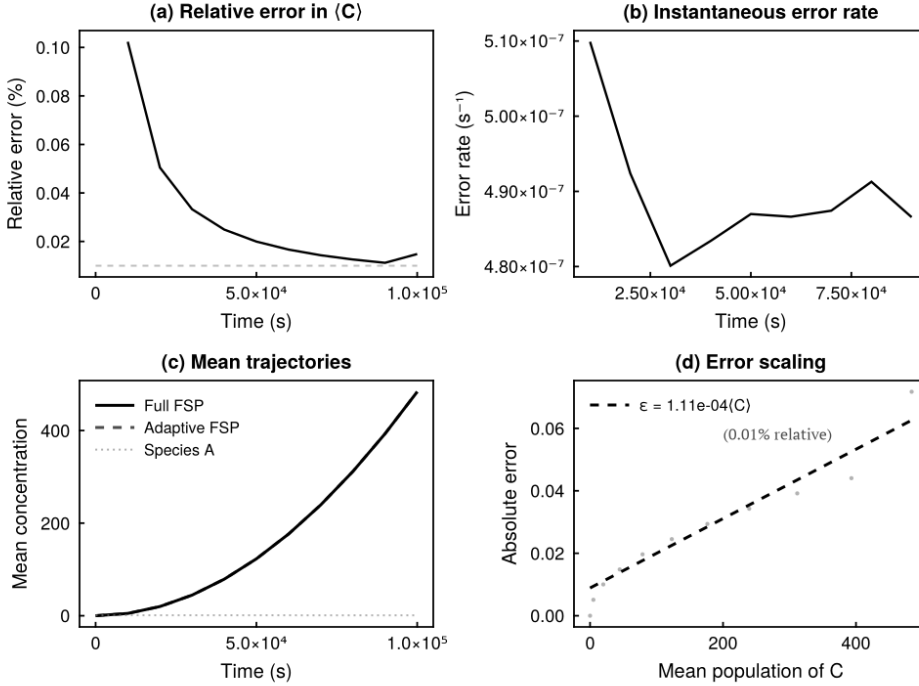 (a) Relative error in ⟨C⟩
Relative error (%)
0.10
0.08
0.06
0.04
0.02
0
5.0×10⁴
1.0×10⁵
Time (s)
(b) Instantaneous error rate
Error rate (s⁻¹)
5.10×10⁻⁷
5.00×10⁻⁷
4.90×10⁻⁷
4.80×10⁻⁷
2.50×10⁴
5.00×10⁴
7.50×10⁴
Time (s)
(c) Mean trajectories
Mean concentration
400
200
0
Full FSP
Adaptive FSP
Species A
0
5.0×10⁴
1.0×10⁵
Time (s)
(d) Error scaling
Absolute error
0.06
0.04
0.02
0.00
ε = 1.11e-04⟨C⟩
(0.01% relative)
0
200
400
Mean population of C